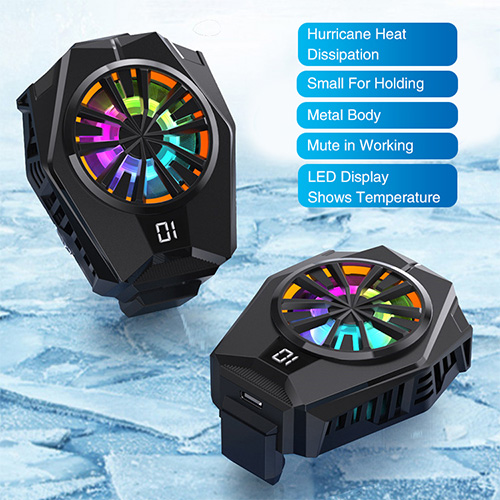 Hurricane Heat
Dissipation
Small For Holding
Metal Body
Mute in Working
LED Display
Shows Temperature
01
01